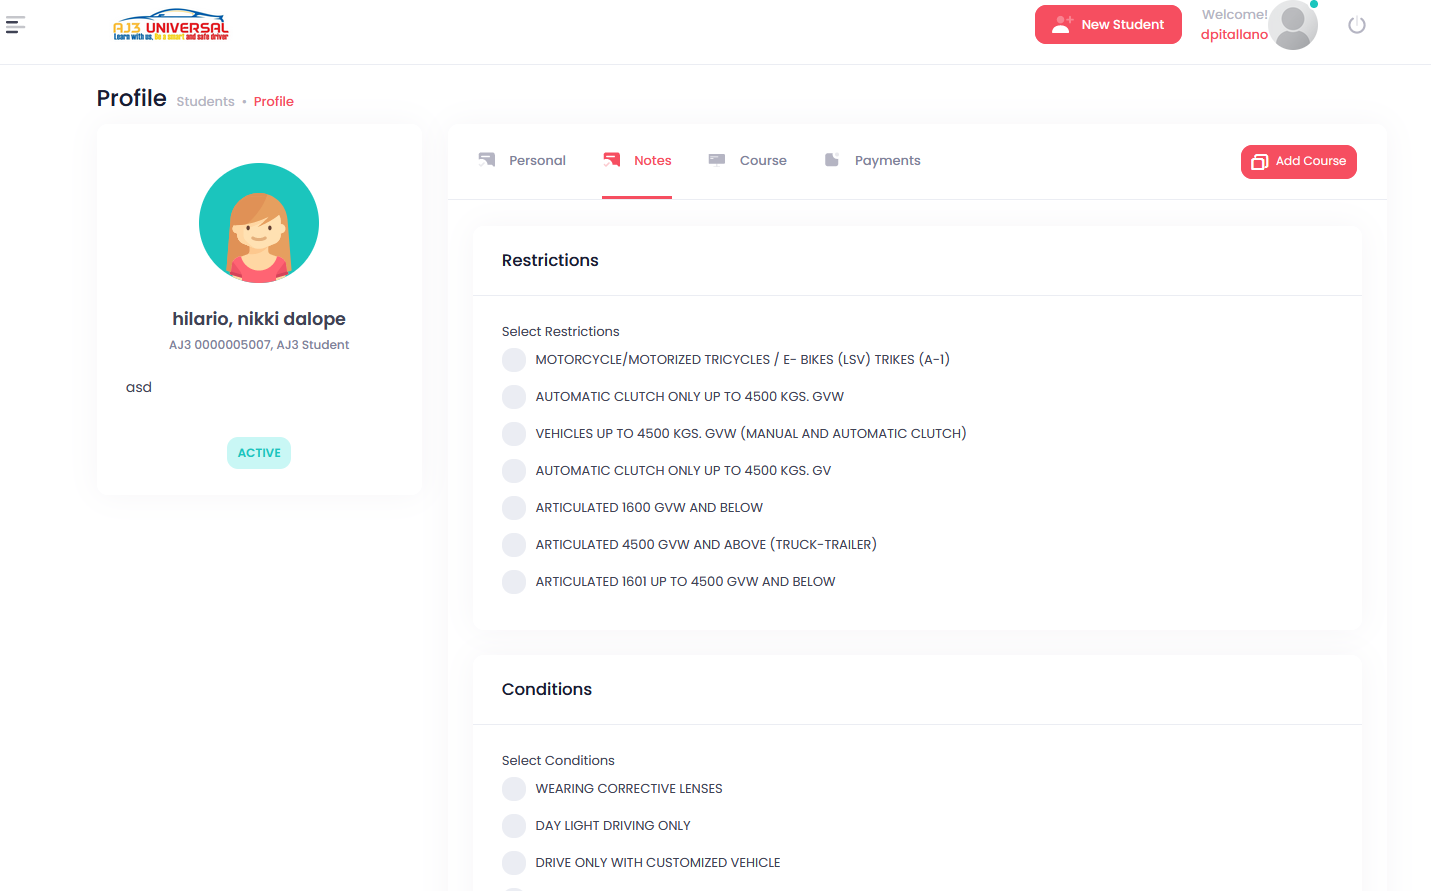 AJ3 UNIVERSAL
Learn with us. Be a smart and safe driver
New Student
Welcome!
dpitallano
Profile Students • Profile
hilario, nikki dalope
AJ3 0000005007, AJ3 Student
asd
ACTIVE
Personal Notes Course Payments
Add Course
Restrictions
Select Restrictions
MOTORCYCLE/MOTORIZED TRICYCLES / E- BIKES (LSV) TRIKES (A-1)
AUTOMATIC CLUTCH ONLY UP TO 4500 KGS. GVW
VEHICLES UP TO 4500 KGS. GVW (MANUAL AND AUTOMATIC CLUTCH)
AUTOMATIC CLUTCH ONLY UP TO 4500 KGS. GV
ARTICULATED 1600 GVW AND BELOW
ARTICULATED 4500 GVW AND ABOVE (TRUCK-TRAILER)
ARTICULATED 1601 UP TO 4500 GVW AND BELOW
Conditions
Select Conditions
WEARING CORRECTIVE LENSES
DAY LIGHT DRIVING ONLY
DRIVE ONLY WITH CUSTOMIZED VEHICLE